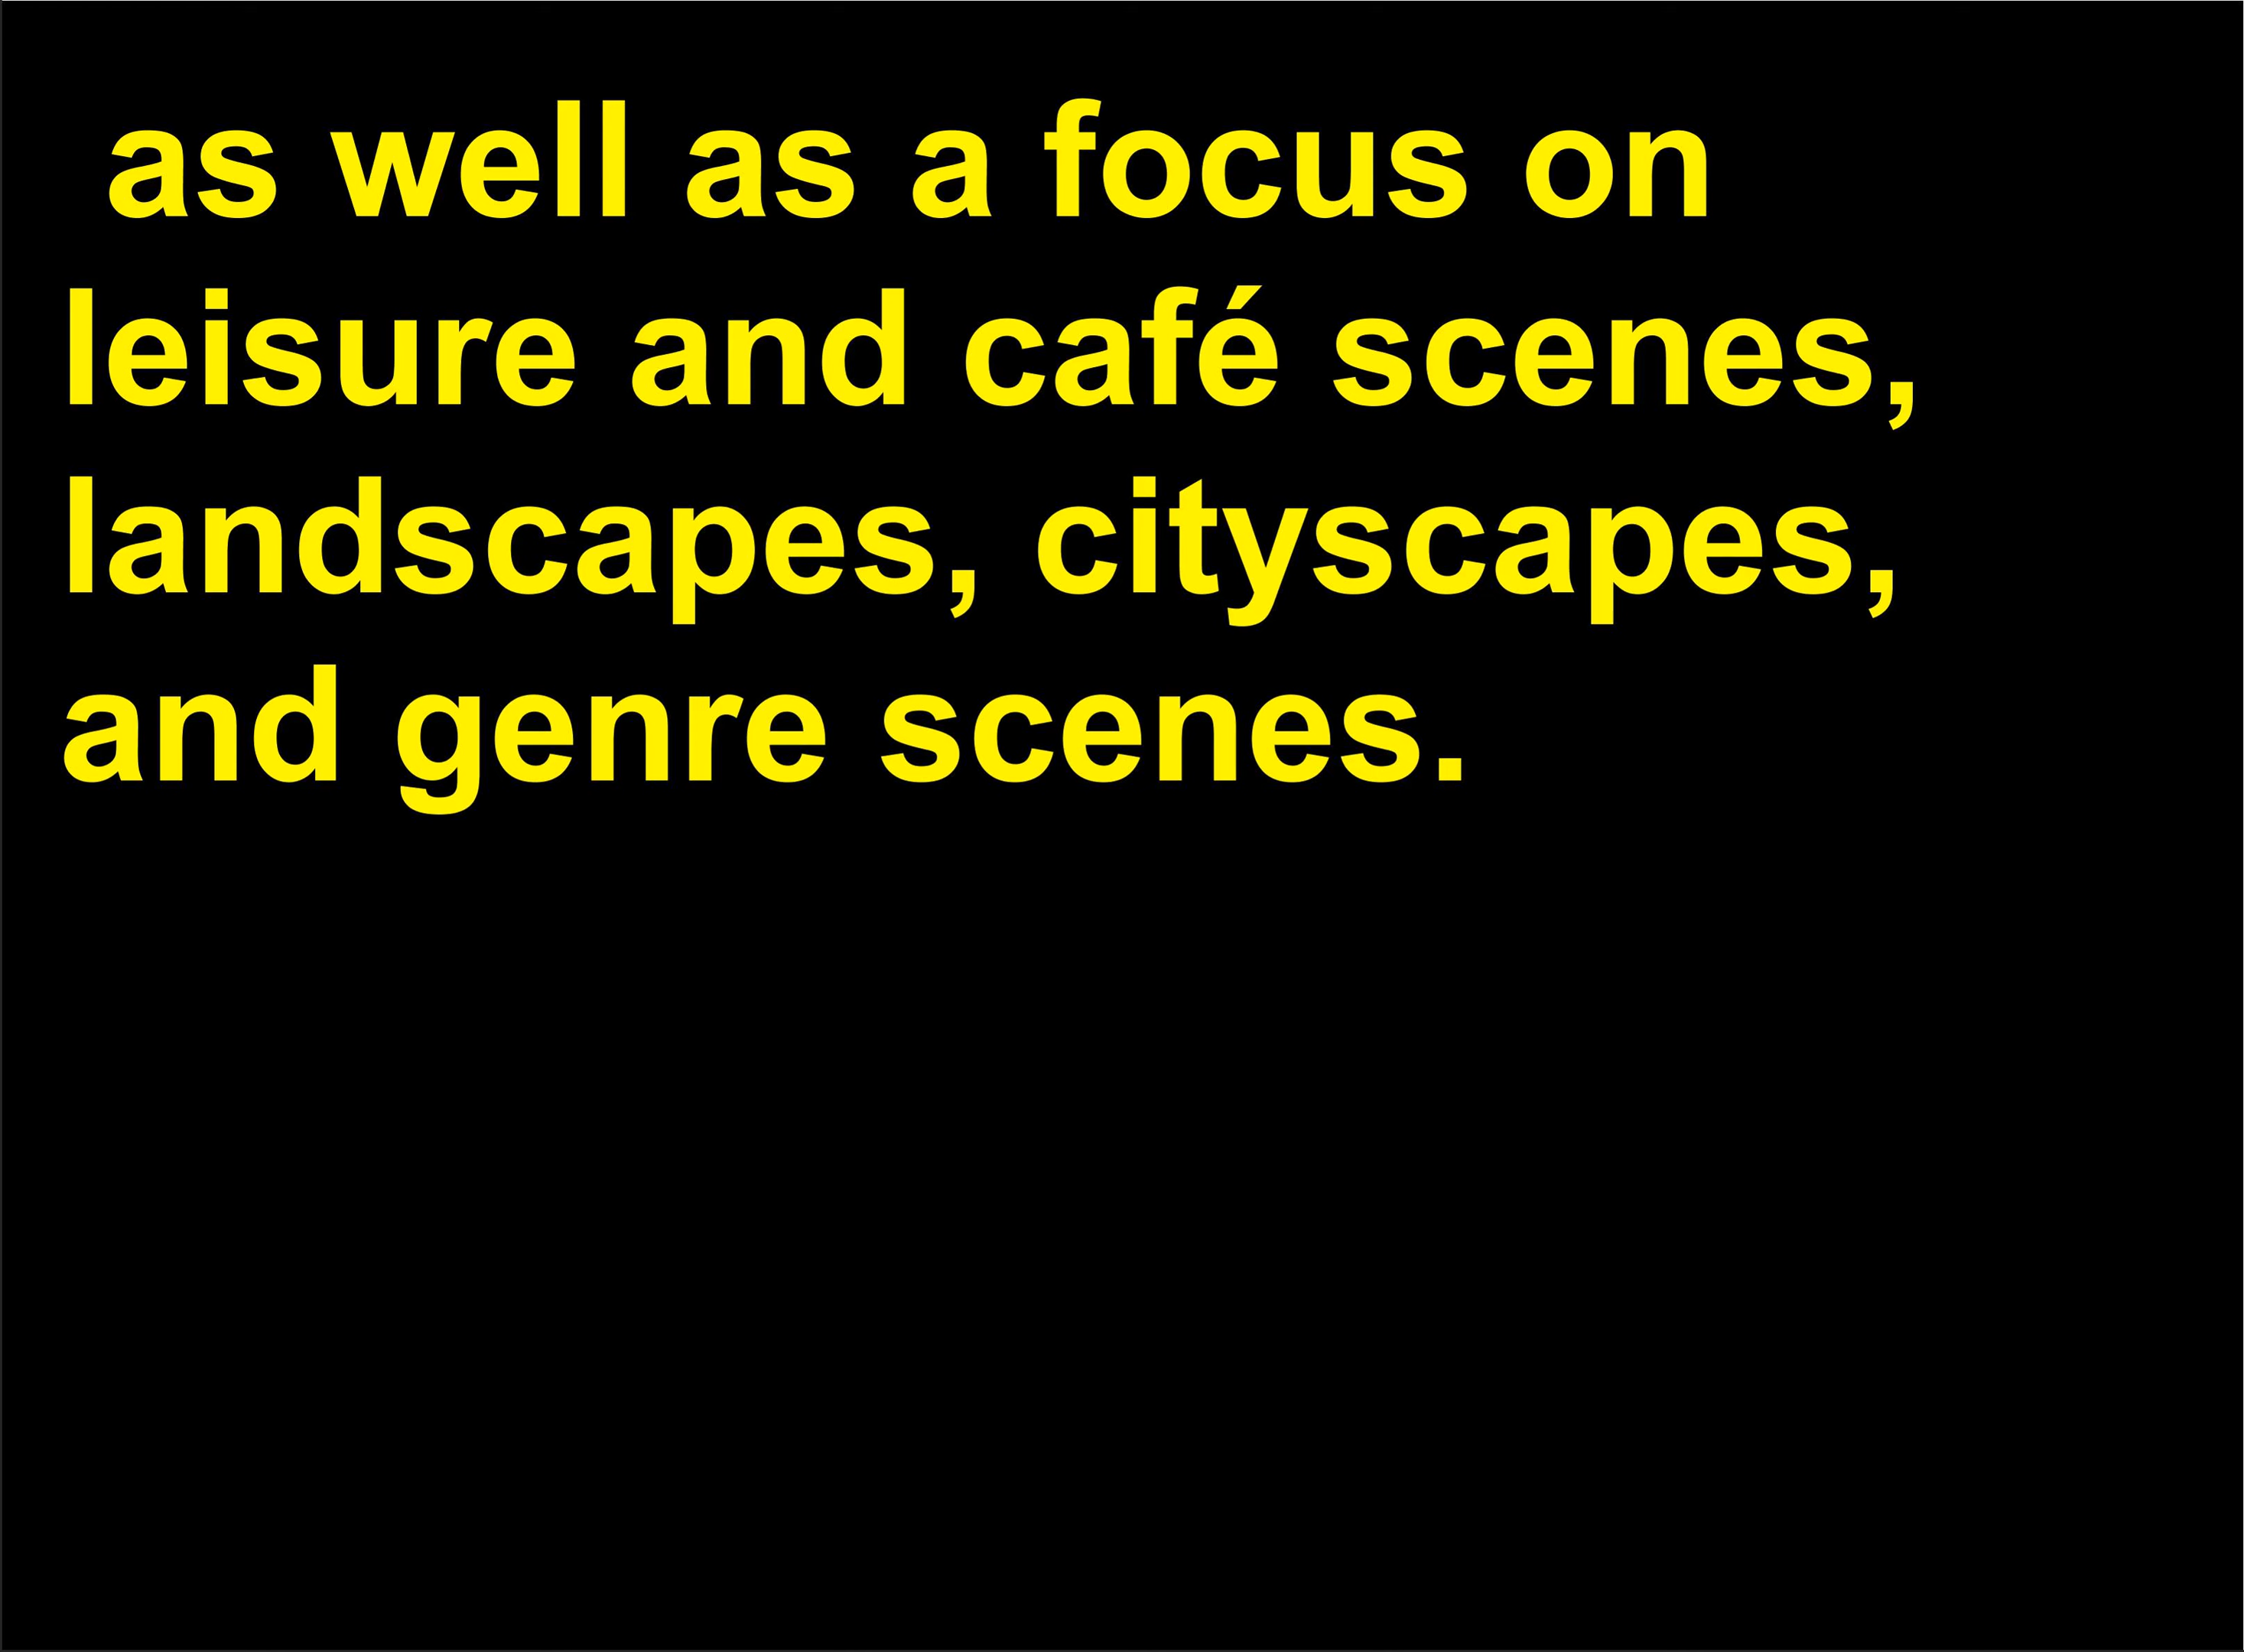 as well as a focus on
leisure and café scenes,
landscapes, cityscapes,
and genre scenes.